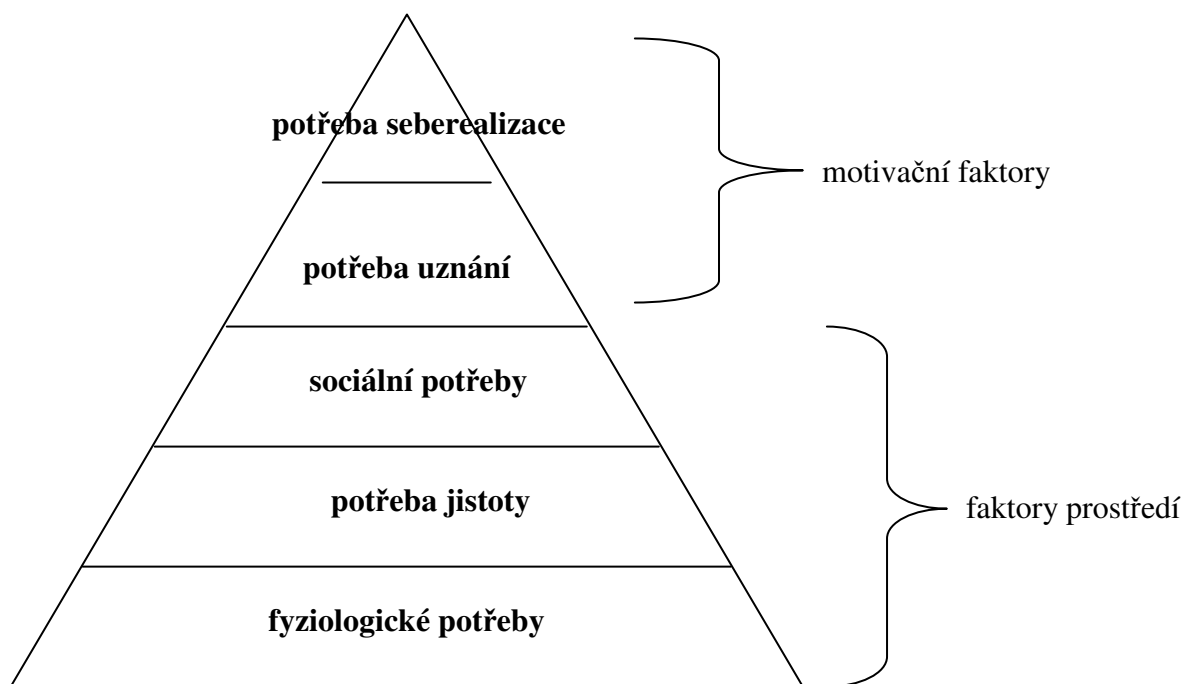 potřeba seberealizace
motivační faktory
potřeba uznání
sociální potřeby
potřeba jistoty
faktory prostředí
fyziologické potřeby